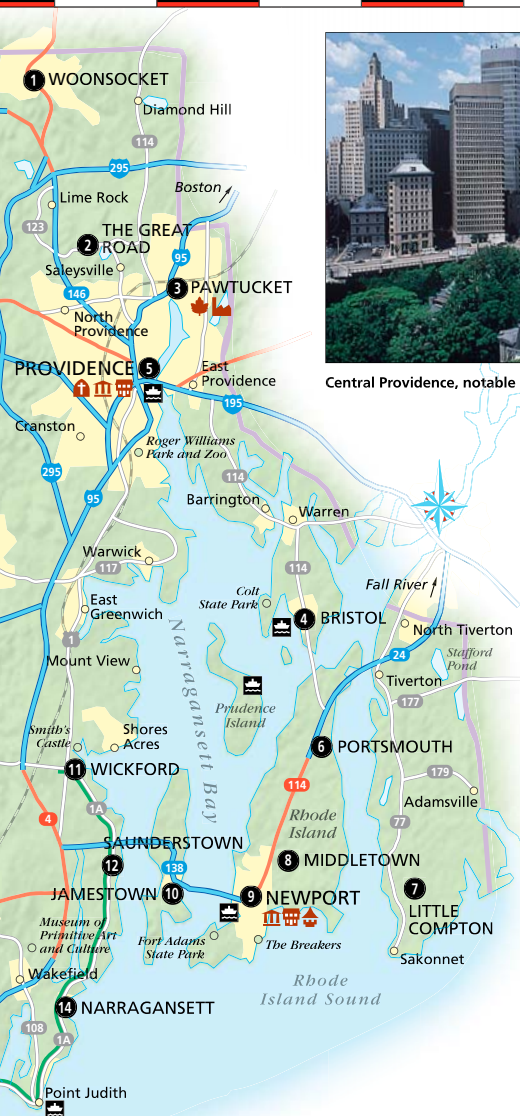 1 WOONSOCKET
Diamond Hill
114
295
Boston
Lime Rock
123
2 THE GREAT
ROAD
95
Saleysville
3 PAWTUCKET
146
North
Providence
PROVIDENCE 5
East
Providence
Central Providence, notable
195
Cranston
Roger Williams
Park and Zoo
295
114
95
Barrington
Warren
Warwick
117
114
Fall River
Colt
State Park
East
Greenwich
4 BRISTOL
North Tiverton
1
24
Stafford
Pond
Mount View
Tiverton
Narragansett Bay
177
Prudence
Island
Smith's
Castle
Shores
Acres
6 PORTSMOUTH
11 WICKFORD
179
114
Adamsville
1A
4
Rhode
Island
77
SAUNDERSTOWN
12
8 MIDDLETOWN
138
JAMESTOWN 10
9 NEWPORT
7
LITTLE
COMPTON
Museum of
Primitive Art
and Culture
Fort Adams
State Park
The Breakers
Sakonnet
Wakefield
Rhode
Island Sound
14 NARRAGANSETT
108
1A
Point Judith